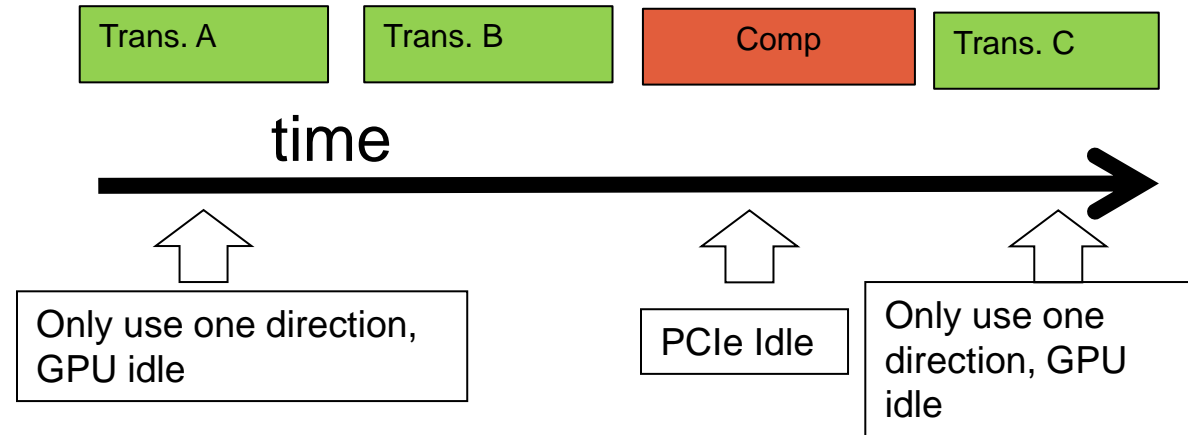 Trans. A
Trans. B
Comp
Trans. C
time
Only use one direction,
GPU idle
PCIe Idle
Only use one
direction, GPU
idle